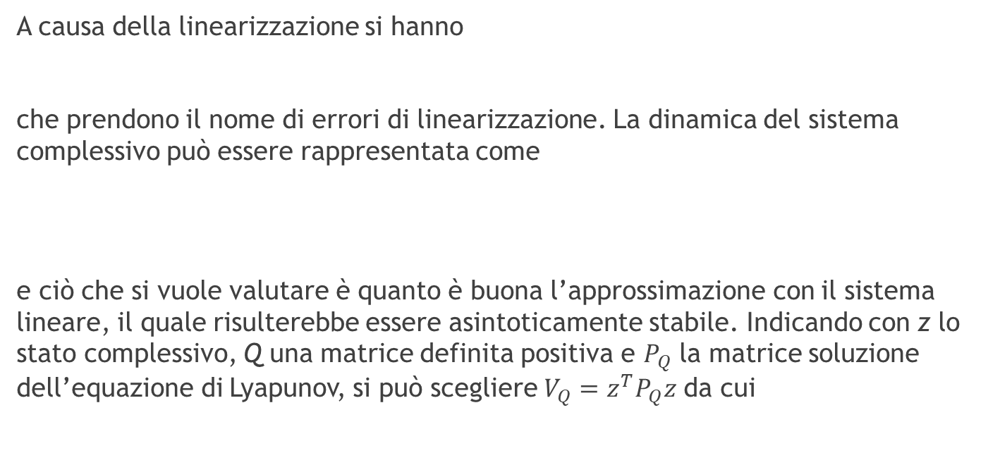 A causa della linearizzazione si hanno
che prendono il nome di errori di linearizzazione. La dinamica del sistema
complessivo può essere rappresentata come
e ciò che si vuole valutare è quanto è buona l’approssimazione con il sistema
lineare, il quale risulterebbe essere asintoticamente stabile. Indicando con z lo
stato complessivo, Q una matrice definita positiva e P_Q la matrice soluzione
dell’equazione di Lyapunov, si può scegliere V_Q = z^T P_Q z da cui